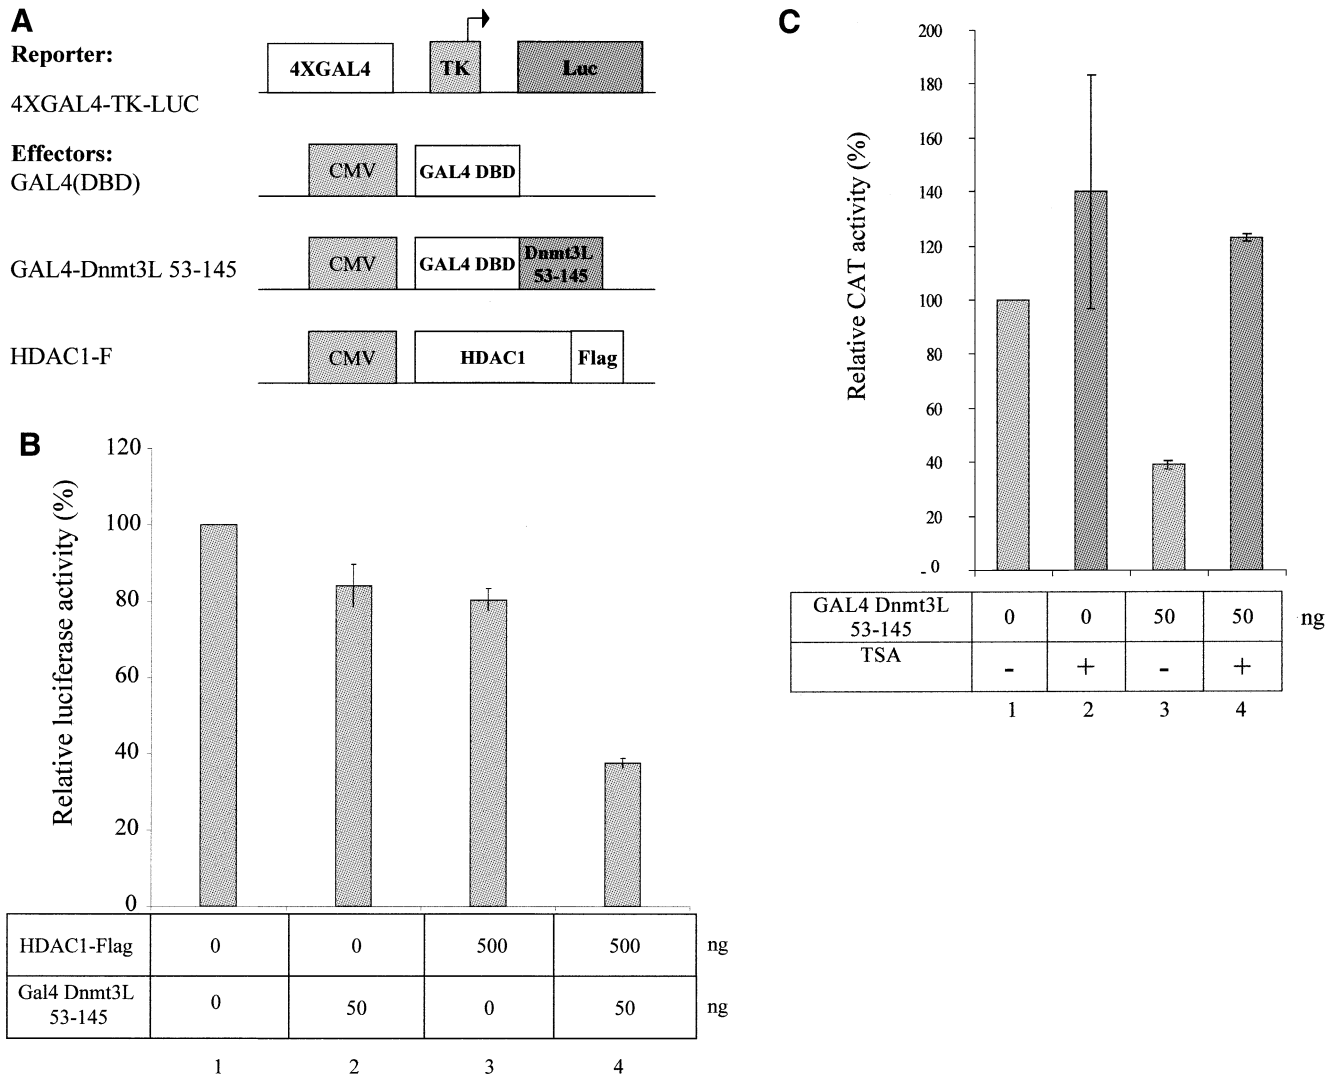 A
Reporter:
4XGAL4 TK Luc
4XGAL4-TK-LUC
Effectors:
GAL4(DBD)
CMV GAL4 DBD
GAL4-Dnmt3L 53-145
CMV GAL4 DBD Dnmt3L
53-145
HDAC1-F
CMV HDAC1 Flag
B
Relative luciferase activity (%)
120
100
80
60
40
20
0
HDAC1-Flag 0 0 500 500 ng
Gal4 Dnmt3L
53-145
0 50 0 50 ng
1 2 3 4
C
Relative CAT activity (%)
200
180
160
140
120
100
80
60
40
20
- 0
GAL4 Dnmt3L
53-145
0 0 50 50 ng
TSA - + - +
1 2 3 4